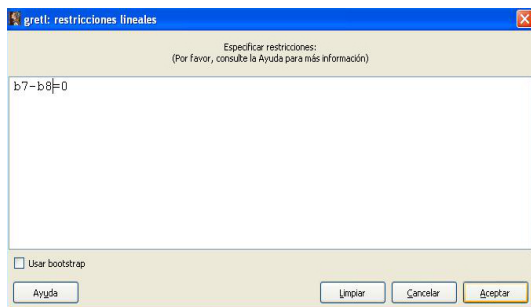 gretl: restricciones lineales
Especificar restricciones:
(Por favor, consulte la Ayuda para más información)
b7-b8=0
Usar bootstrap
Ayuda Limpiar Cancelar Aceptar